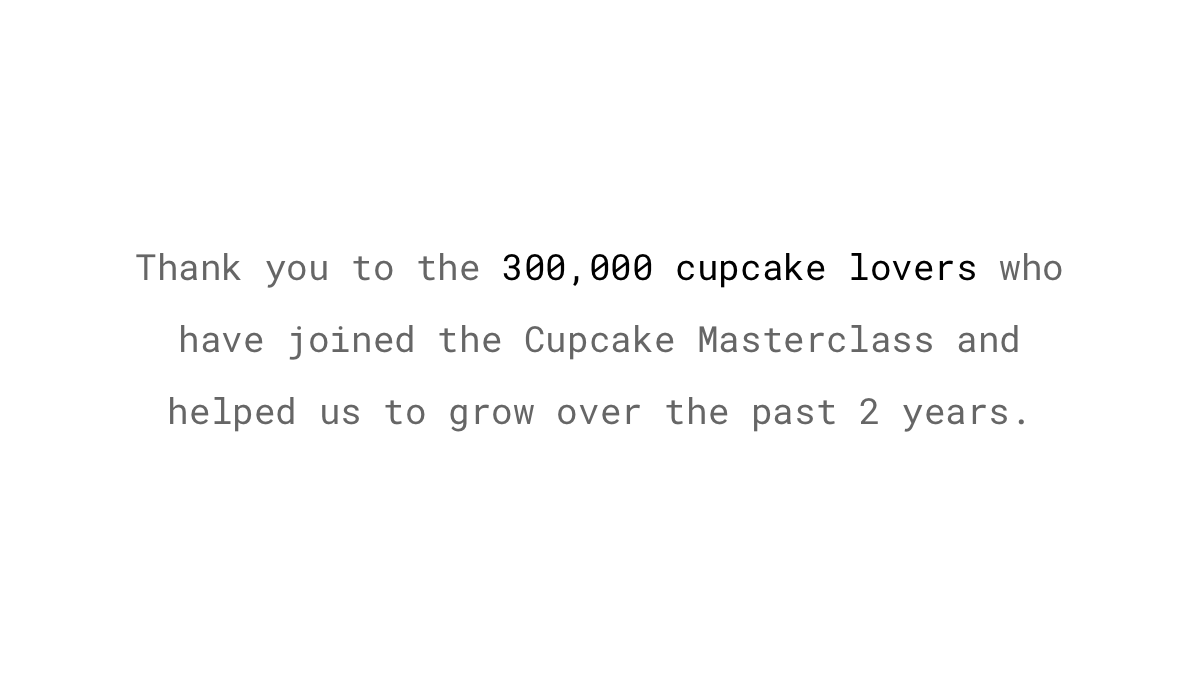 Thank you to the 300,000 cupcake lovers who
have joined the Cupcake Masterclass and
helped us to grow over the past 2 years.